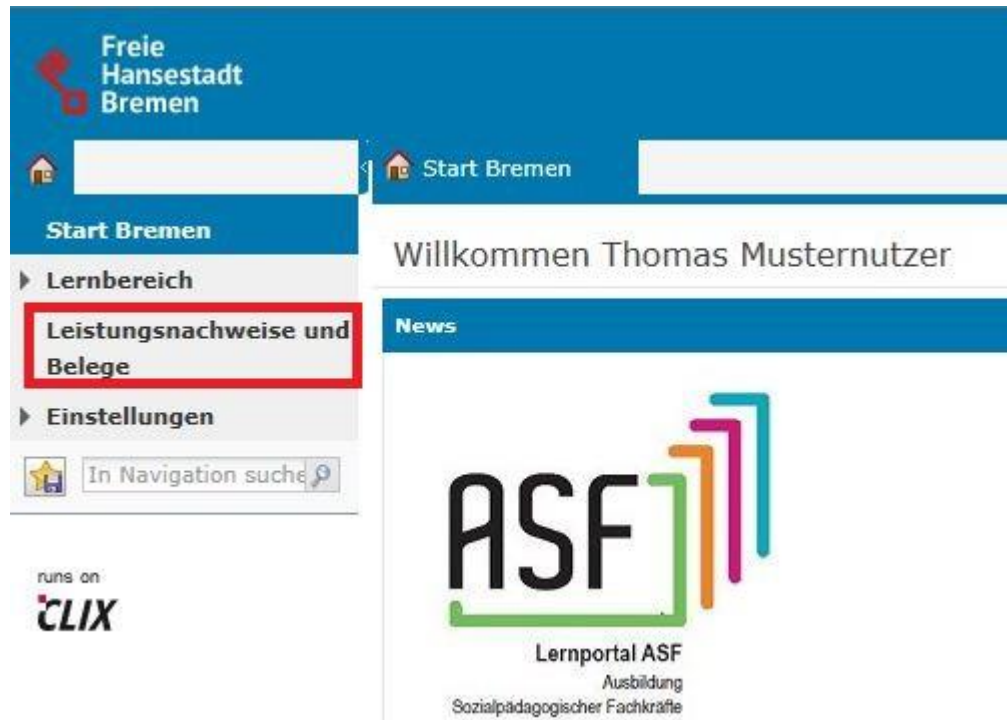 Freie
Hansestadt
Bremen
Start Bremen
Start Bremen
Lernbereich
Leistungsnachweise und
Belege
Einstellungen
In Navigation suche
runs on
CLIX
Willkommen Thomas Musternutzer
News
ASF
Lernportal ASF
Ausbildung
Sozialpädagogischer Fachkräfte